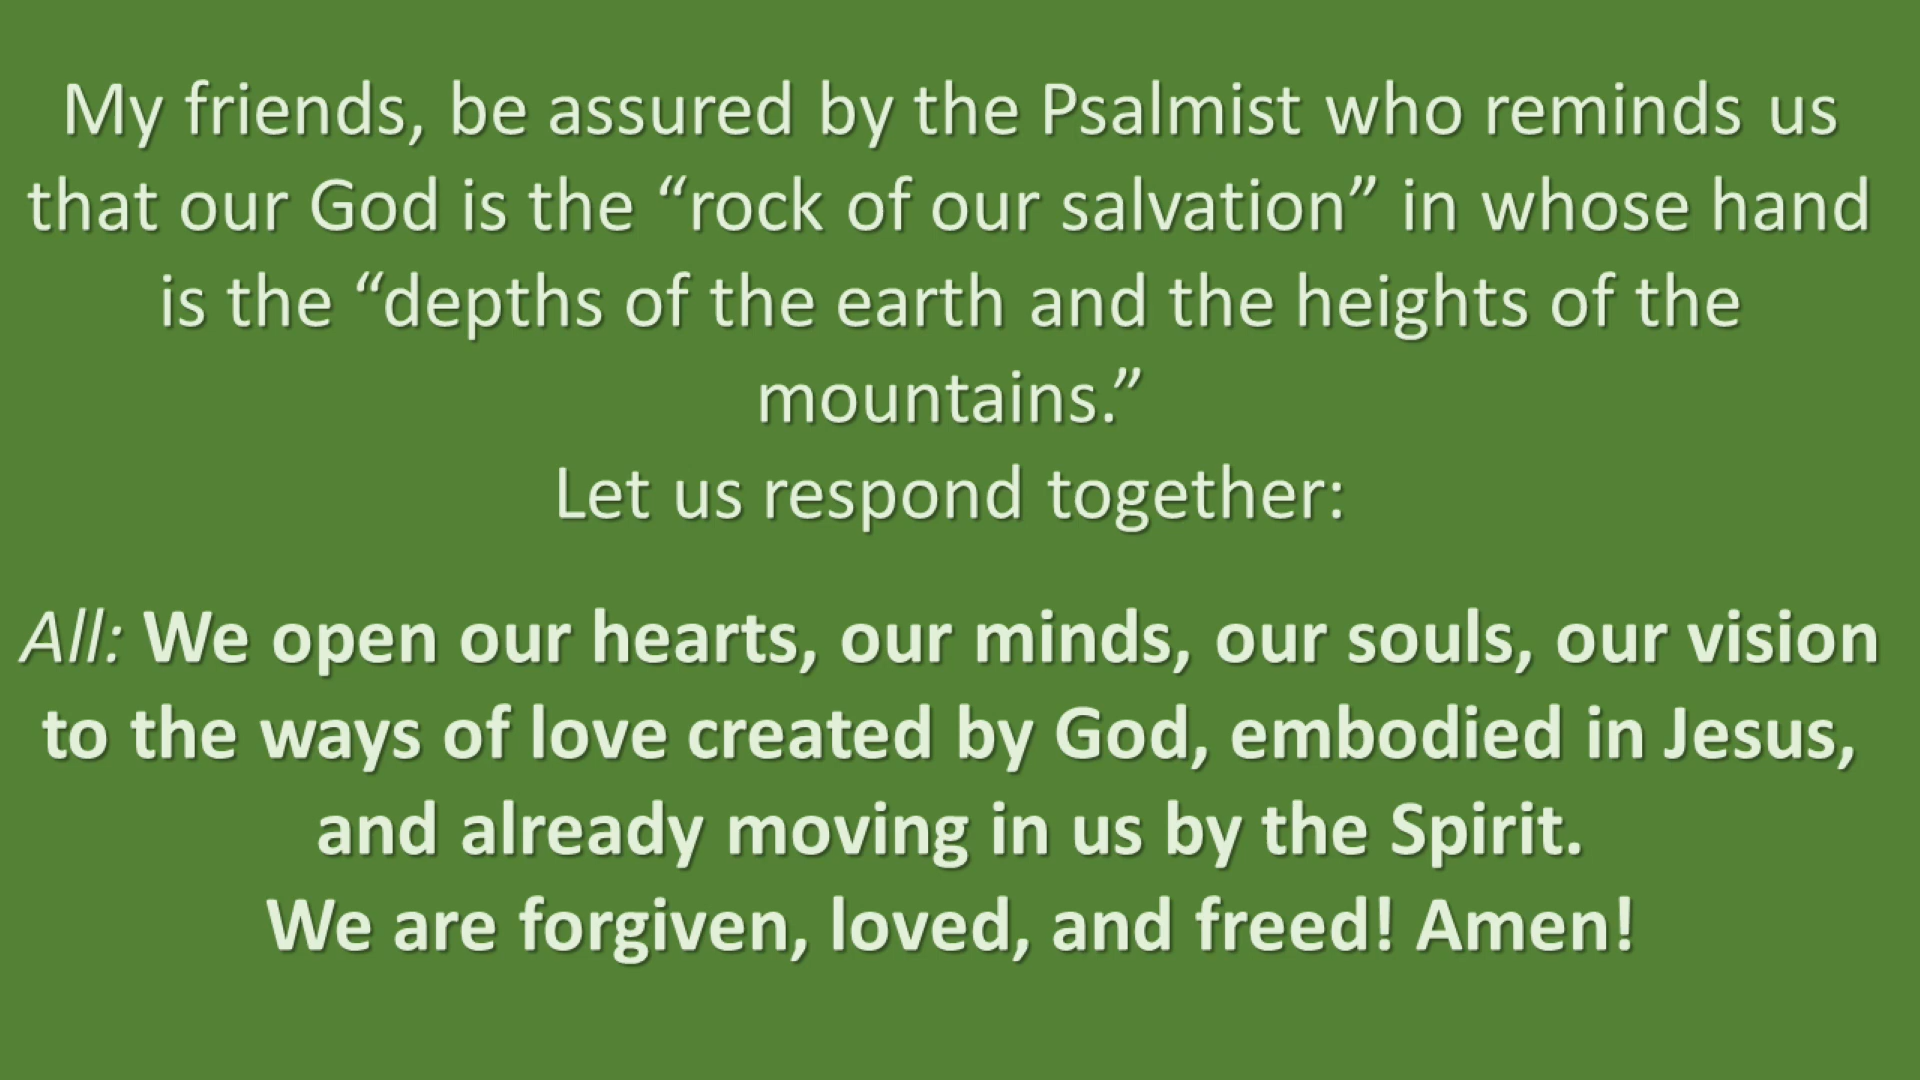 My friends, be assured by the Psalmist who reminds us
that our God is the “rock of our salvation” in whose hand
is the “depths of the earth and the heights of the
mountains.”
Let us respond together:
All: We open our hearts, our minds, our souls, our vision
to the ways of love created by God, embodied in Jesus,
and already moving in us by the Spirit.
We are forgiven, loved, and freed! Amen!